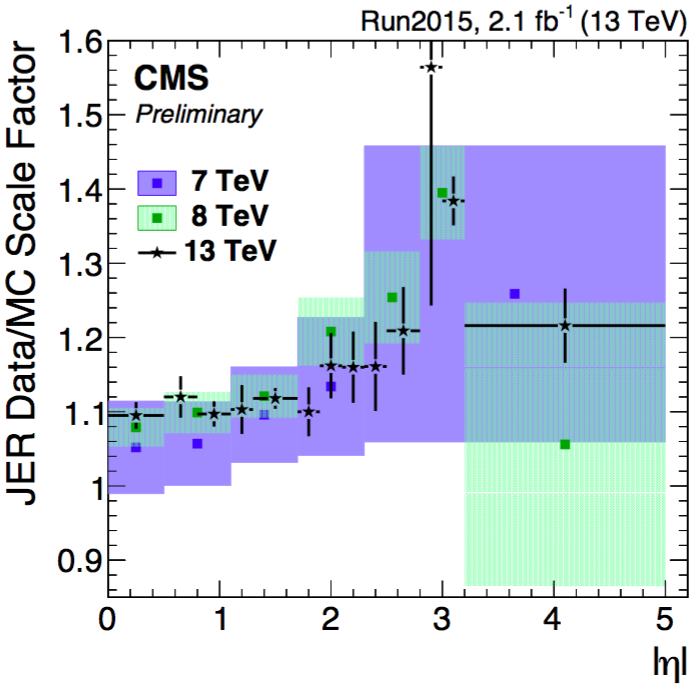 Run2015, 2.1 fb⁻¹ (13 TeV)
JER Data/MC Scale Factor
CMS
Preliminary
7 TeV
8 TeV
13 TeV
1.6
1.5
1.4
1.3
1.2
1.1
1
0.9
0 1 2 3 4 5
|η|